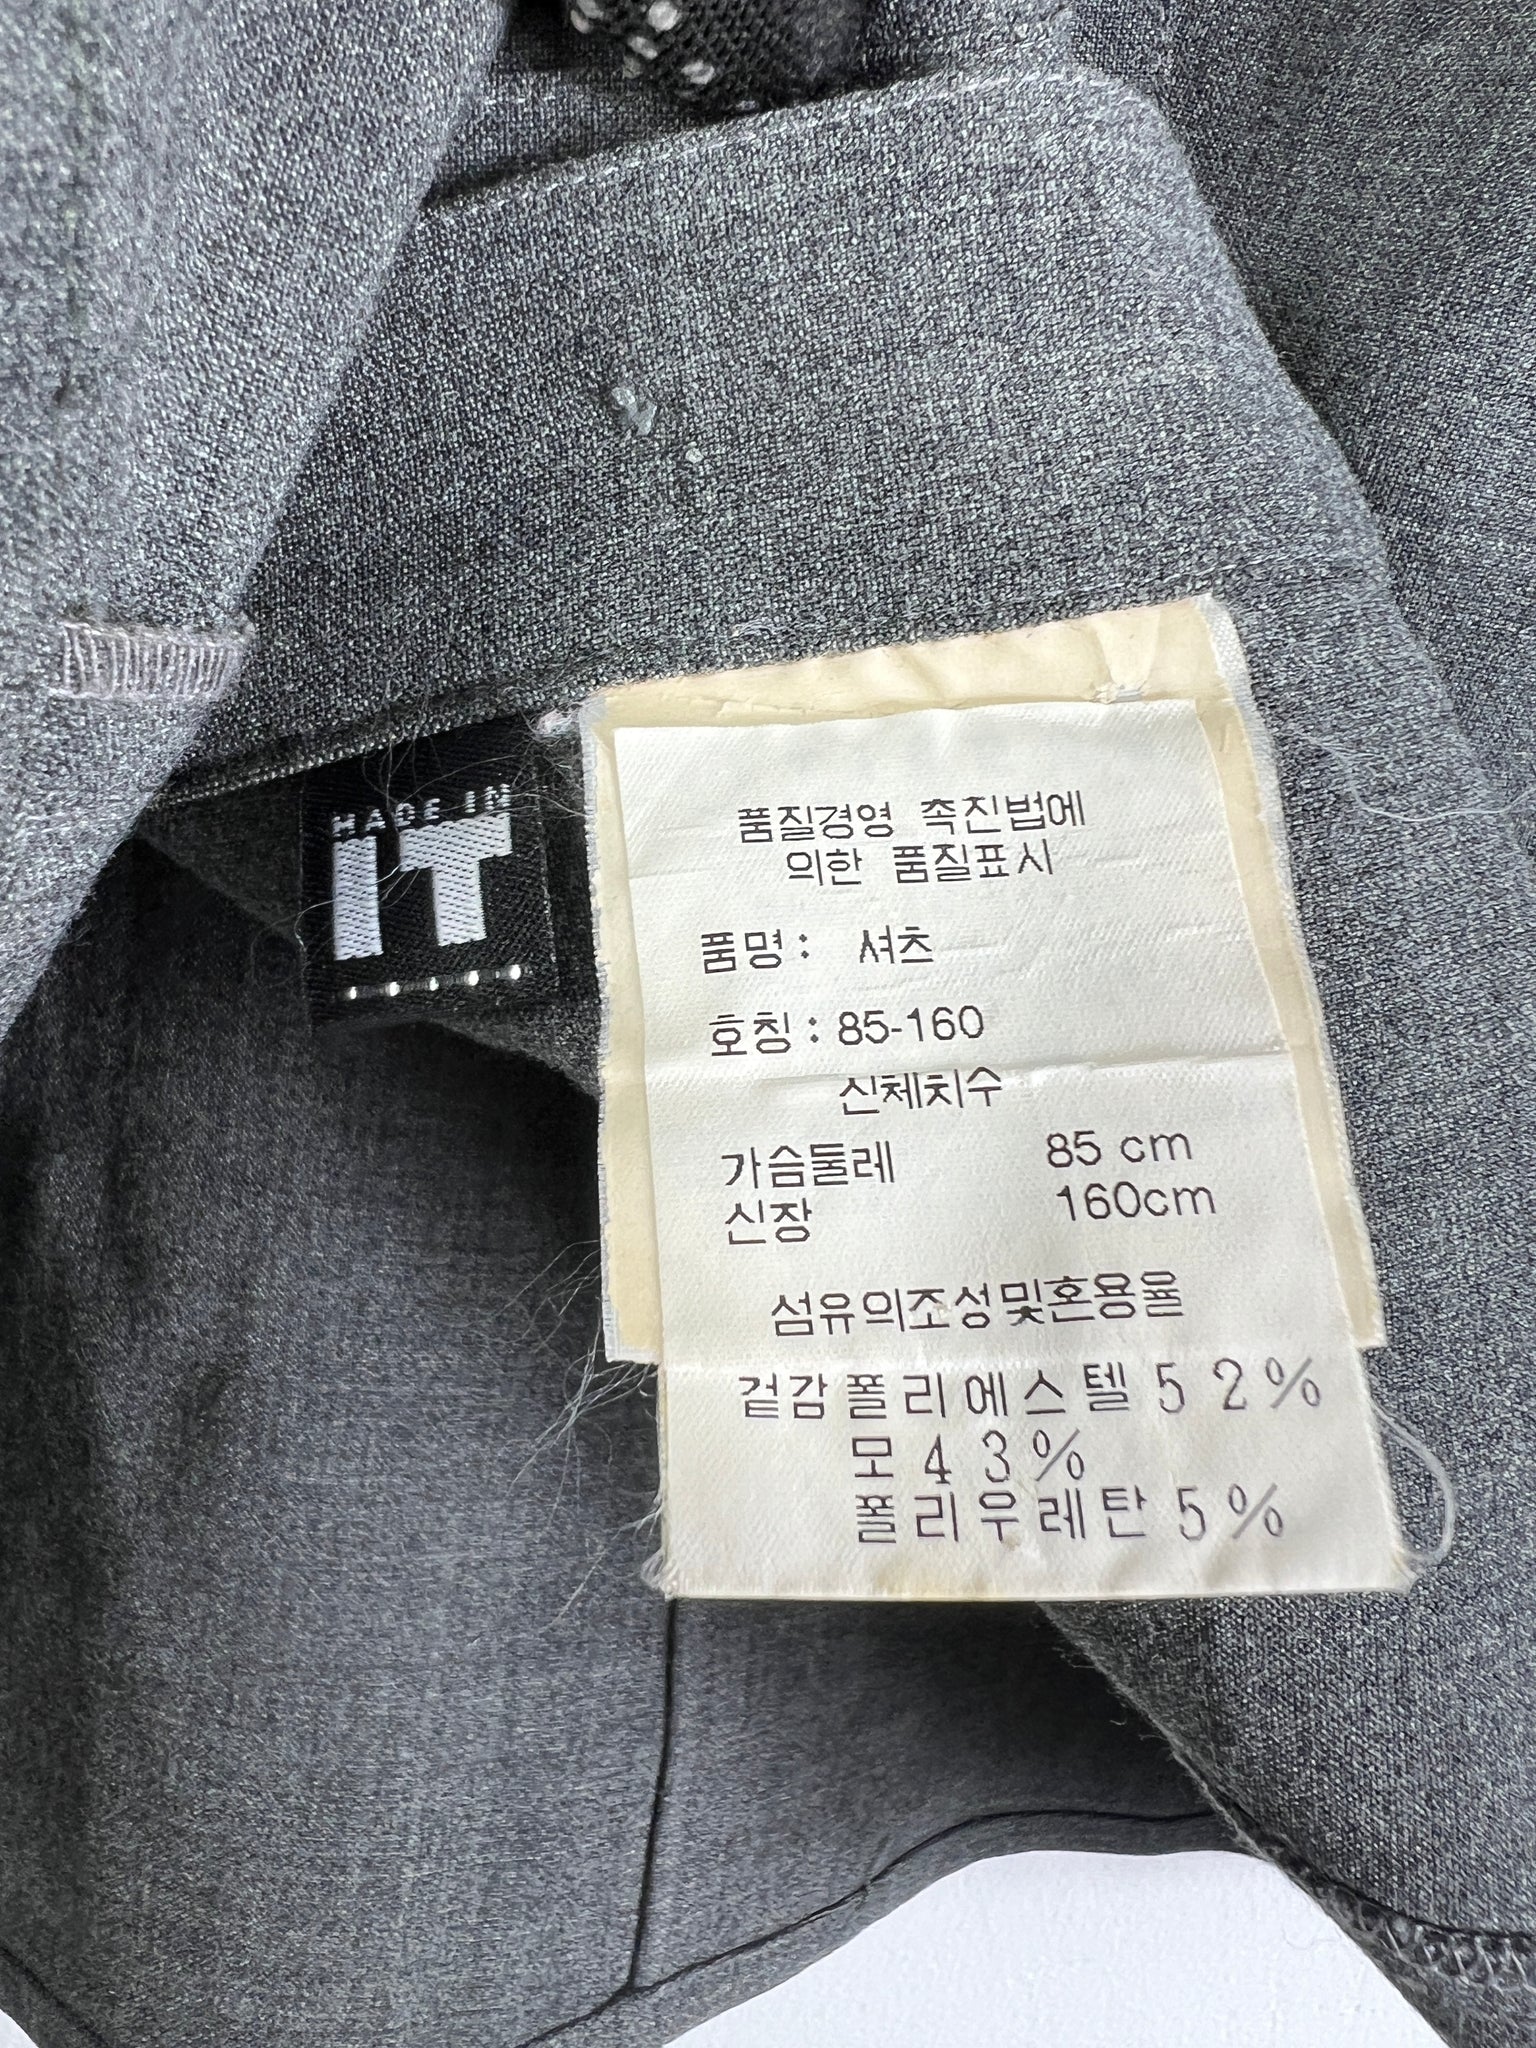 MADE IN
IT
품질경영 촉진법에
의한 품질표시
품명: 셔츠
호칭: 85-160
신체치수
가슴둘레 85 cm
신장 160cm
섬유의조성및혼용율
겉감 폴리에스텔 52%
모 43%
폴리우레탄 5%